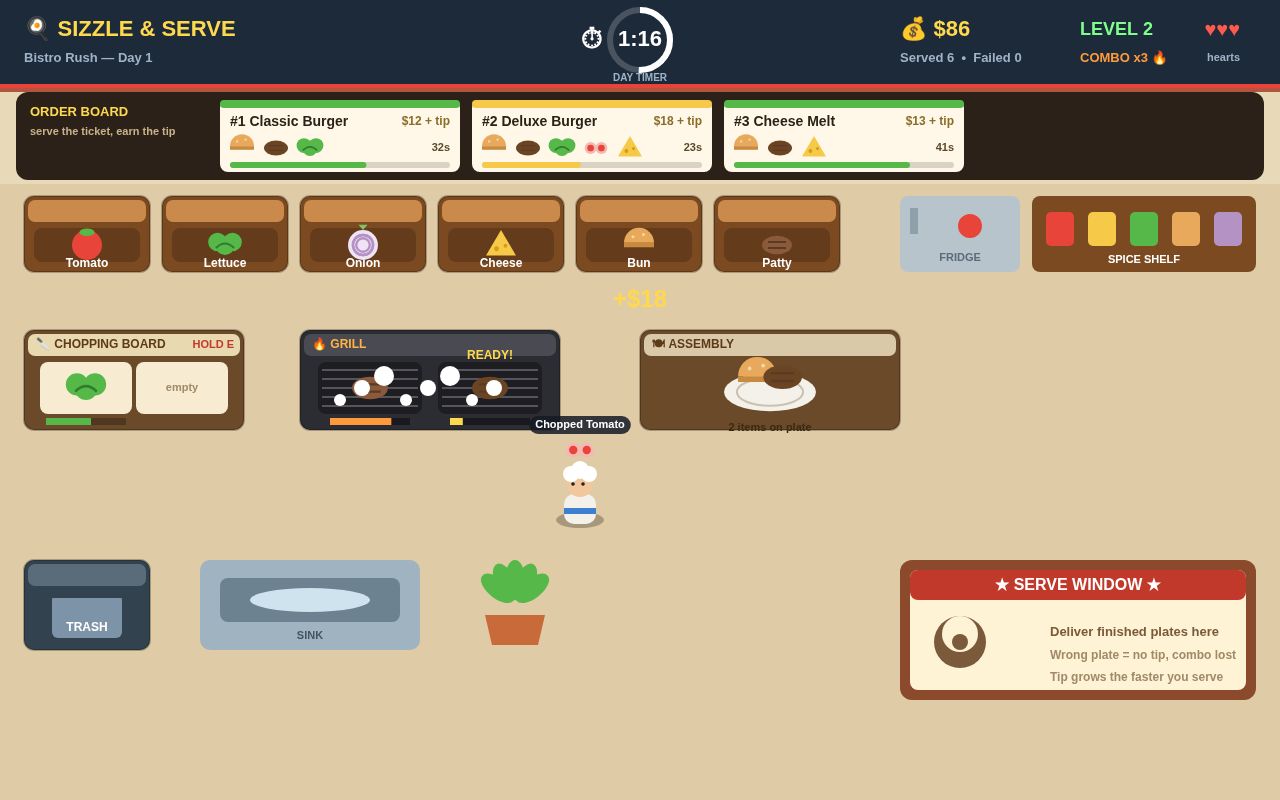 🍳 SIZZLE & SERVE
Bistro Rush — Day 1
⏱ 1:16
DAY TIMER
💰 $86
Served 6 • Failed 0
LEVEL 2
COMBO x3 🔥
♥♥♥
hearts
ORDER BOARD
serve the ticket, earn the tip
#1 Classic Burger $12 + tip
32s
#2 Deluxe Burger $18 + tip
23s
#3 Cheese Melt $13 + tip
41s
Tomato
Lettuce
Onion
Cheese
Bun
Patty
FRIDGE
SPICE SHELF
+$18
🔪 CHOPPING BOARD HOLD E
empty
🔥 GRILL
READY!
🍽 ASSEMBLY
2 items on plate
Chopped Tomato
TRASH
SINK
★ SERVE WINDOW ★
Deliver finished plates here
Wrong plate = no tip, combo lost
Tip grows the faster you serve